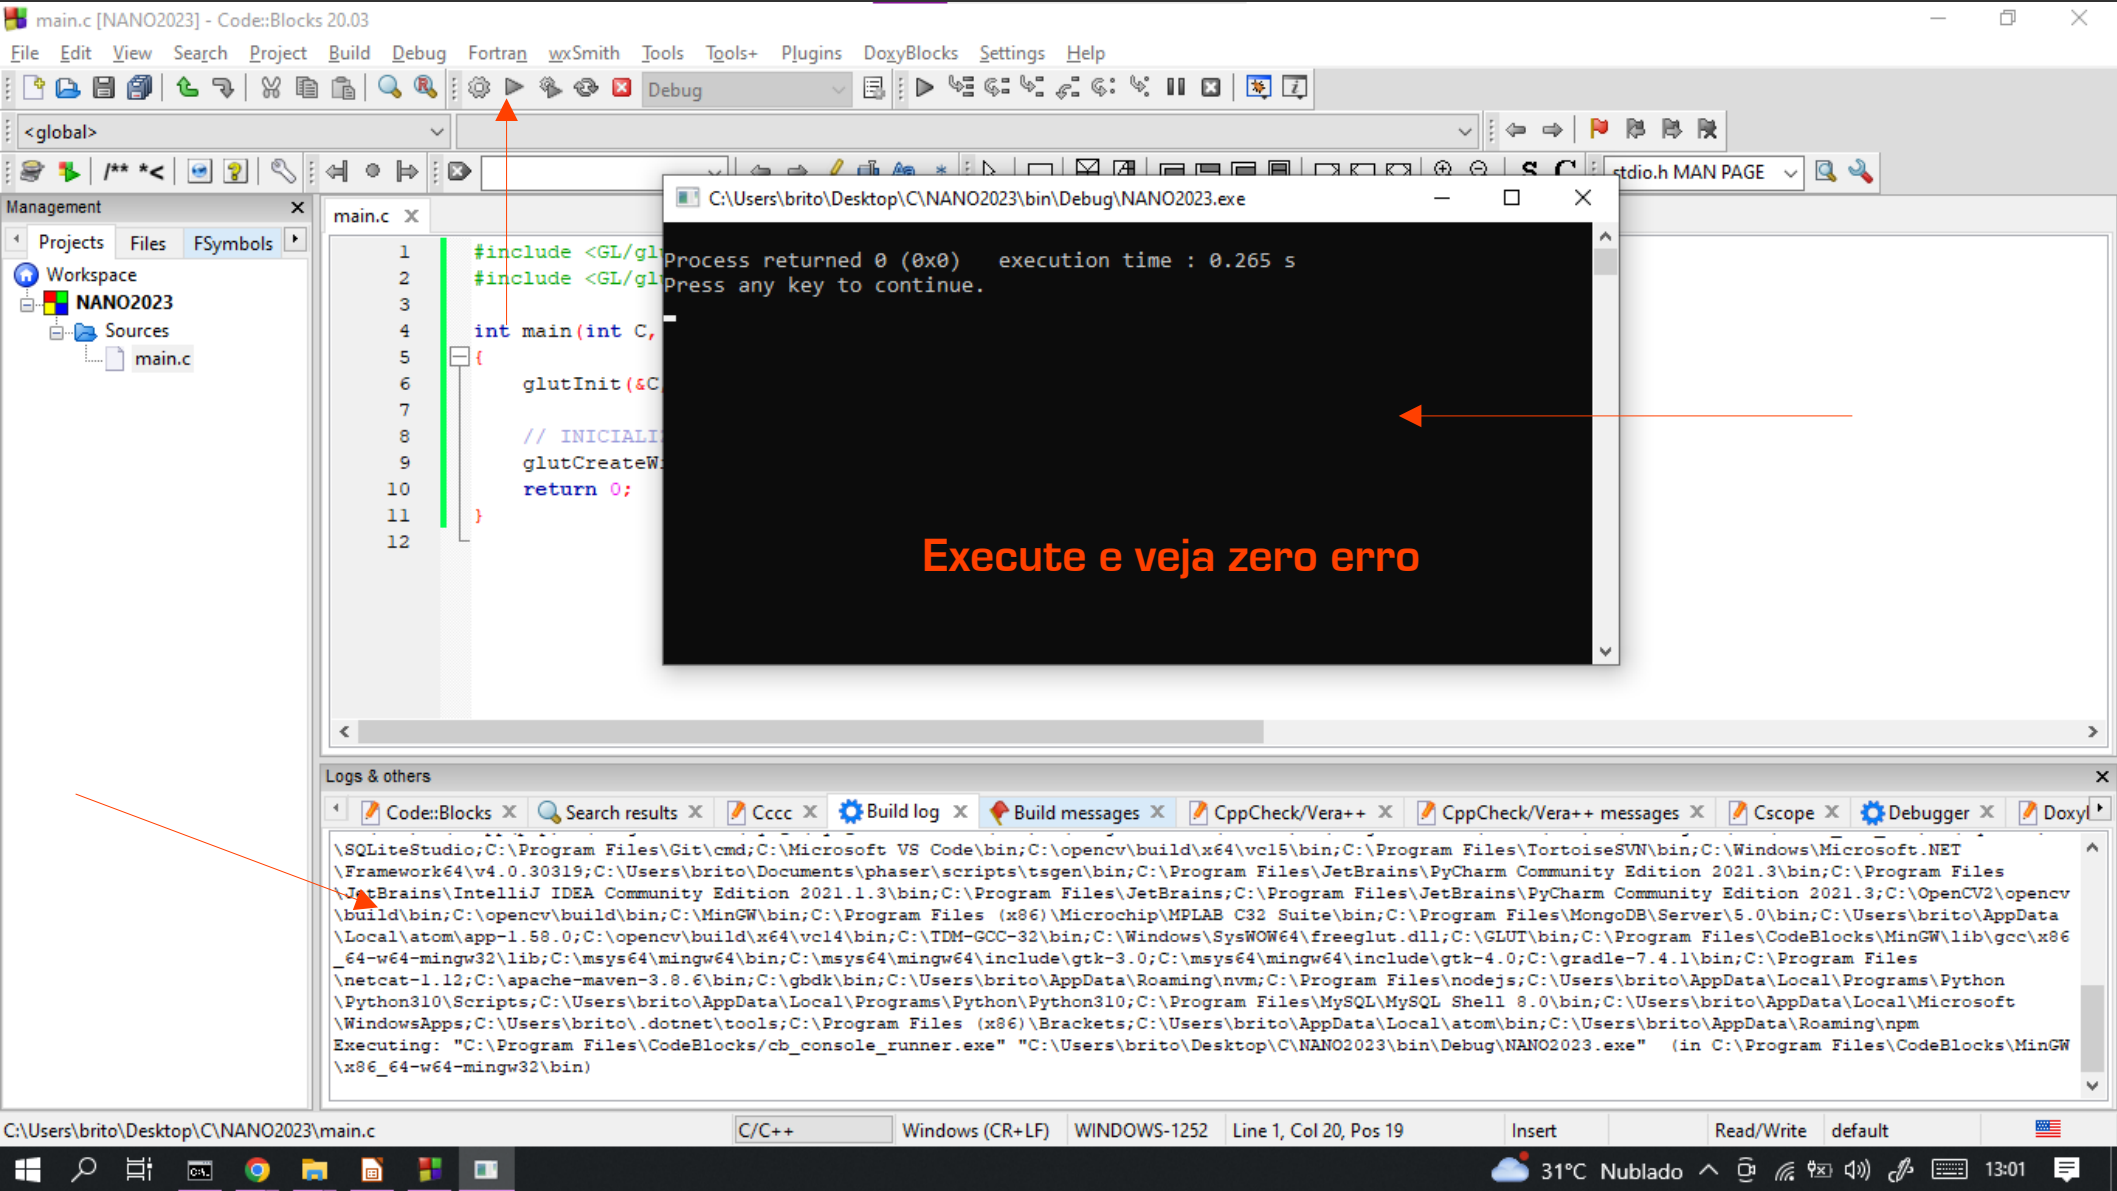 main.c [NANO2023] - Code::Blocks 20.03
File Edit View Search Project Build Debug Fortran wxSmith Tools Tools+ Plugins DoxyBlocks Settings Help
Debug
<global>
/** *< S C stdio.h MAN PAGE
Management
main.c
Projects Files FSymbols
Workspace
NANO2023
Sources
main.c
1 #include <GL/gl
2 #include <GL/gl
3
4 int main(int C,
5 {
6 glutInit(&C
7
8 // INICIALI
9 glutCreateW
10 return 0;
11 }
12
C:\Users\brito\Desktop\C\NANO2023\bin\Debug\NANO2023.exe
Process returned 0 (0x0)   execution time : 0.265 s
Press any key to continue.
Execute e veja zero erro
Logs & others
Code::Blocks Search results Cccc Build log Build messages CppCheck/Vera++ CppCheck/Vera++ messages Cscope Debugger Doxyl
\SQLiteStudio;C:\Program Files\Git\cmd;C:\Microsoft VS Code\bin;C:\opencv\build\x64\vc15\bin;C:\Program Files\TortoiseSVN\bin;C:\Windows\Microsoft.NET
\Framework64\v4.0.30319;C:\Users\brito\Documents\phaser\scripts\tsgen\bin;C:\Program Files\JetBrains\PyCharm Community Edition 2021.3\bin;C:\Program Files
\JetBrains\IntelliJ IDEA Community Edition 2021.1.3\bin;C:\Program Files\JetBrains;C:\Program Files\JetBrains\PyCharm Community Edition 2021.3;C:\OpenCV2\opencv
\build\bin;C:\opencv\build\bin;C:\MinGW\bin;C:\Program Files (x86)\Microchip\MPLAB C32 Suite\bin;C:\Program Files\MongoDB\Server\5.0\bin;C:\Users\brito\AppData
\Local\atom\app-1.58.0;C:\opencv\build\x64\vc14\bin;C:\TDM-GCC-32\bin;C:\Windows\SysWOW64\freeglut.dll;C:\GLUT\bin;C:\Program Files\CodeBlocks\MinGW\lib\gcc\x86
_64-w64-mingw32\lib;C:\msys64\mingw64\bin;C:\msys64\mingw64\include\gtk-3.0;C:\msys64\mingw64\include\gtk-4.0;C:\gradle-7.4.1\bin;C:\Program Files
\netcat-1.12;C:\apache-maven-3.8.6\bin;C:\gbdk\bin;C:\Users\brito\AppData\Roaming\nvm;C:\Program Files\nodejs;C:\Users\brito\AppData\Local\Programs\Python
\Python310\Scripts;C:\Users\brito\AppData\Local\Programs\Python\Python310;C:\Program Files\MySQL\MySQL Shell 8.0\bin;C:\Users\brito\AppData\Local\Microsoft
\WindowsApps;C:\Users\brito\.dotnet\tools;C:\Program Files (x86)\Brackets;C:\Users\brito\AppData\Local\atom\bin;C:\Users\brito\AppData\Roaming\npm
Executing: "C:\Program Files\CodeBlocks/cb_console_runner.exe" "C:\Users\brito\Desktop\C\NANO2023\bin\Debug\NANO2023.exe"  (in C:\Program Files\CodeBlocks\MinGW
\x86_64-w64-mingw32\bin)
C:\Users\brito\Desktop\C\NANO2023\main.c C/C++ Windows (CR+LF) WINDOWS-1252 Line 1, Col 20, Pos 19 Insert Read/Write default
31°C Nublado 13:01